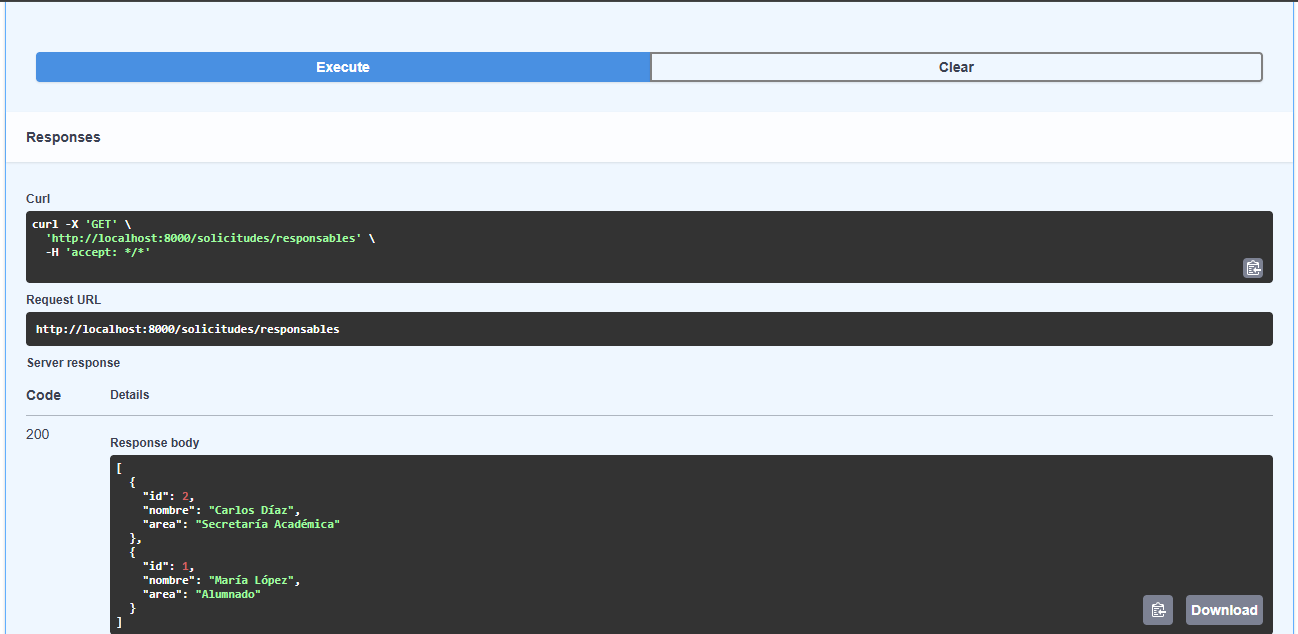 Execute
Clear
Responses
Curl
curl -X 'GET' \
  'http://localhost:8000/solicitudes/responsables' \
  -H 'accept: */*'
Request URL
http://localhost:8000/solicitudes/responsables
Server response
Code
Details
200
Response body
[
  {
    "id": 2,
    "nombre": "Carlos Díaz",
    "area": "Secretaría Académica"
  },
  {
    "id": 1,
    "nombre": "María López",
    "area": "Alumnado"
  }
]
Download